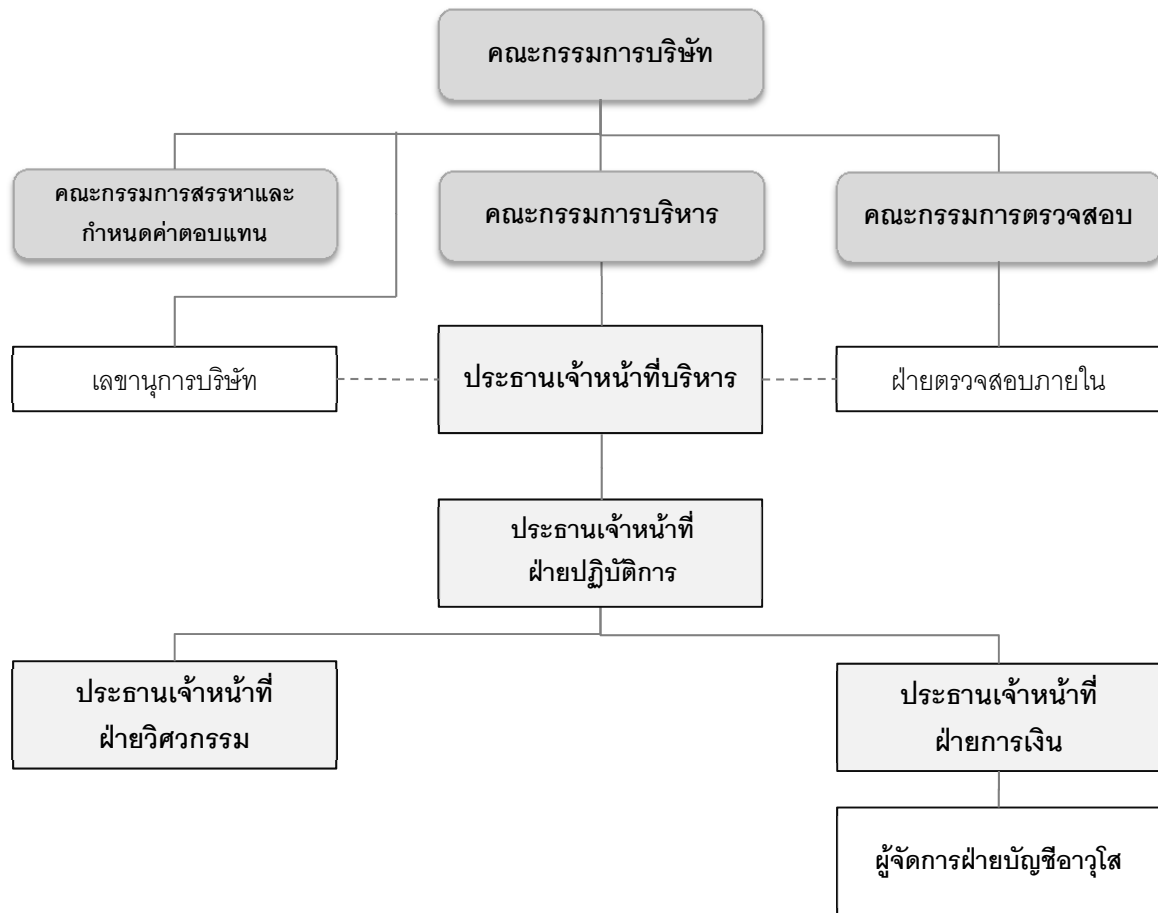 คณะกรรมการบริษัท
คณะกรรมการสรรหาและ
กำหนดค่าตอบแทน
คณะกรรมการบริหาร
คณะกรรมการตรวจสอบ
เลขานุการบริษัท
ประธานเจ้าหน้าที่บริหาร
ฝ่ายตรวจสอบภายใน
ประธานเจ้าหน้าที่
ฝ่ายปฏิบัติการ
ประธานเจ้าหน้าที่
ฝ่ายวิศวกรรม
ประธานเจ้าหน้าที่
ฝ่ายการเงิน
ผู้จัดการฝ่ายบัญชีอาวุโส